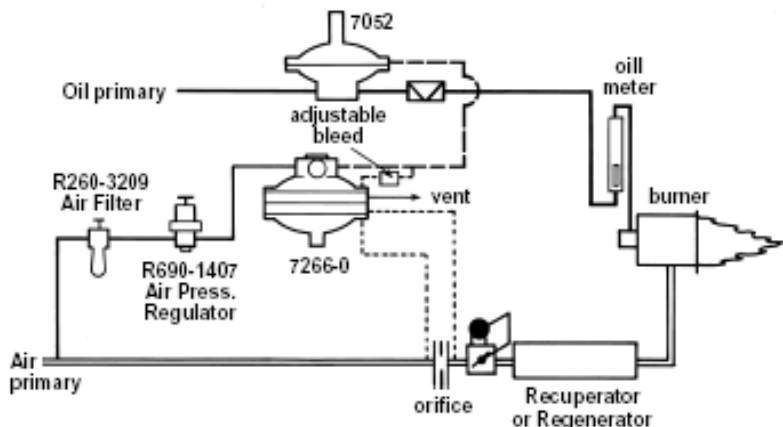 7052
Oil primary
adjustable
bleed
oill
meter
R260-3209
Air Filter
vent
burner
R690-1407
Air Press.
Regulator
7266-0
Air
primary
orifice
Recuperator
or Regenerator